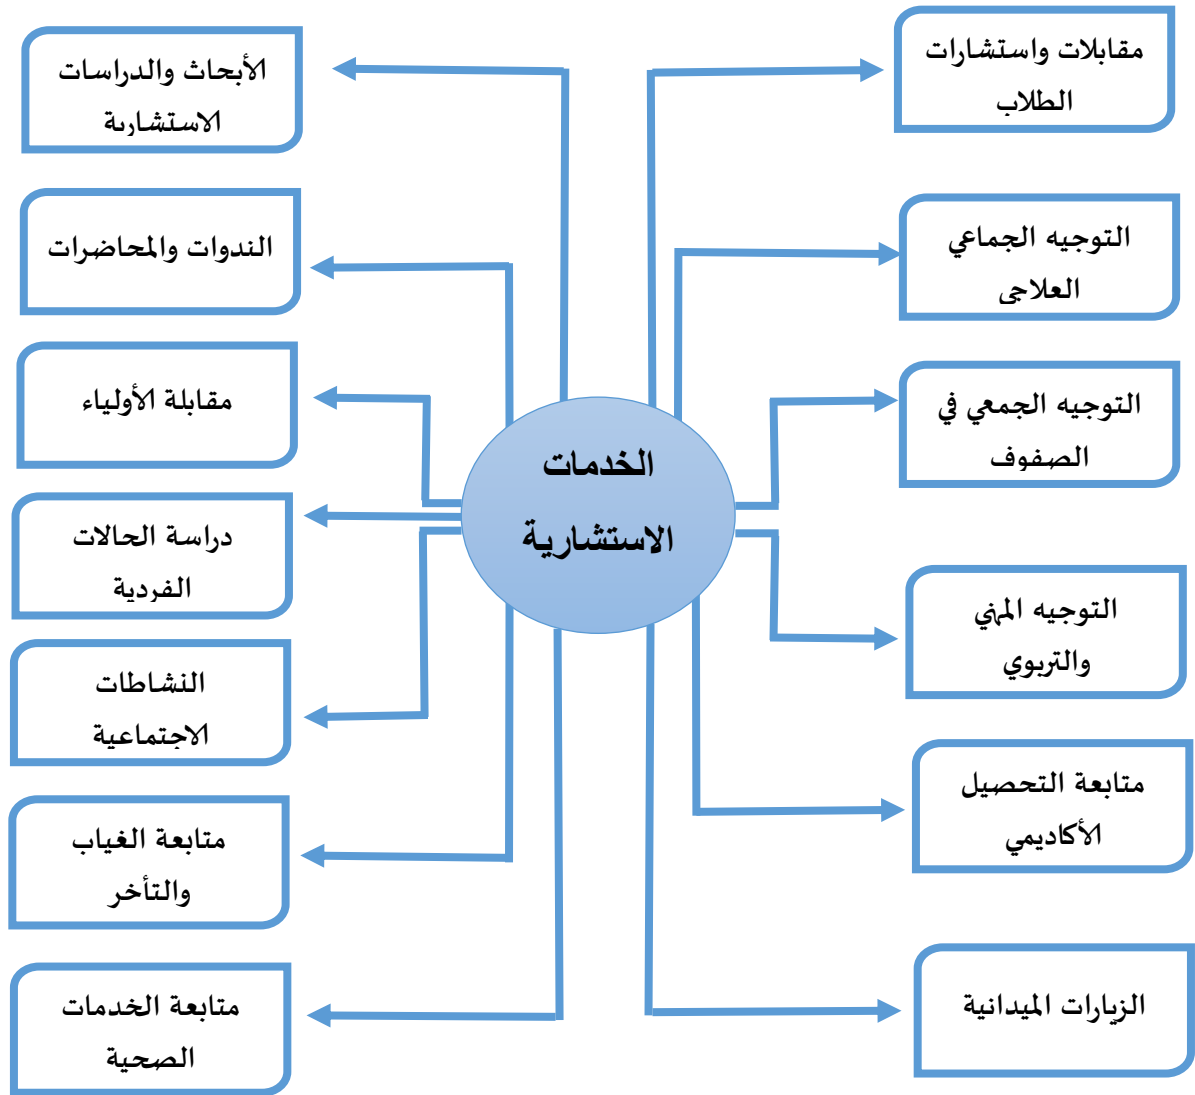 مقابلات واستشارات
الطلاب
التوجيه الجماعي
العلاجي
التوجيه الجمعي في
الصفوف
التوجيه المهني
والتربوي
متابعة التحصيل
الأكاديمي
الزيارات الميدانية
الخدمات
الاستشارية
الأبحاث والدراسات
الاستشارية
الندوات والمحاضرات
مقابلة الأولياء
دراسة الحالات
الفردية
النشاطات
الاجتماعية
متابعة الغياب
والتأخر
متابعة الخدمات
الصحية